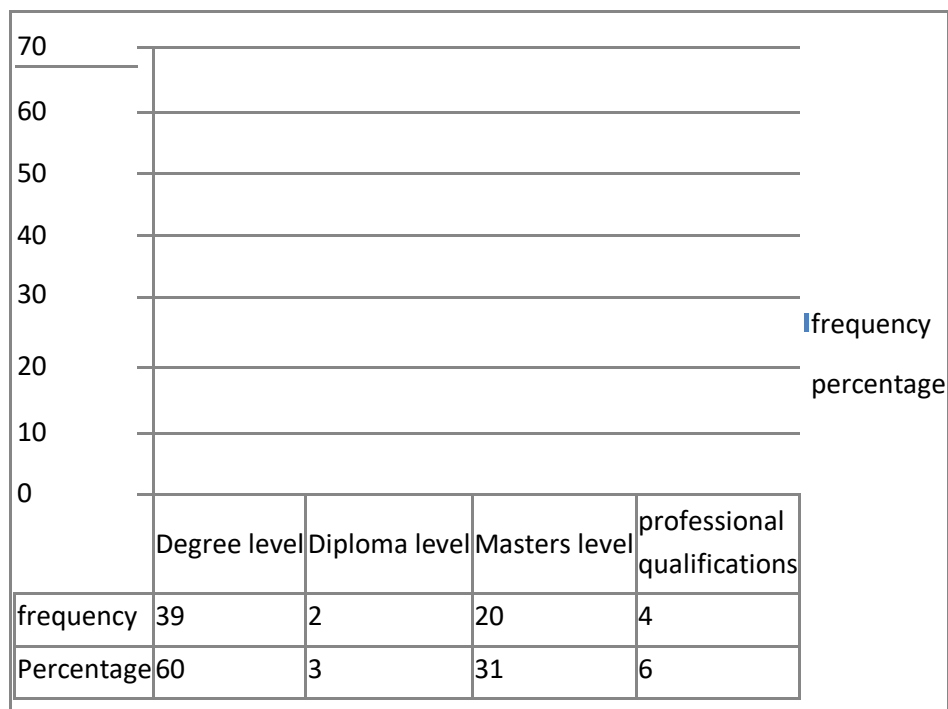 70
60
50
40
30
20
10
0
frequency
percentage
Degree level Diploma level Masters level professional
qualifications
frequency 39 2 20 4
Percentage 60 3 31 6